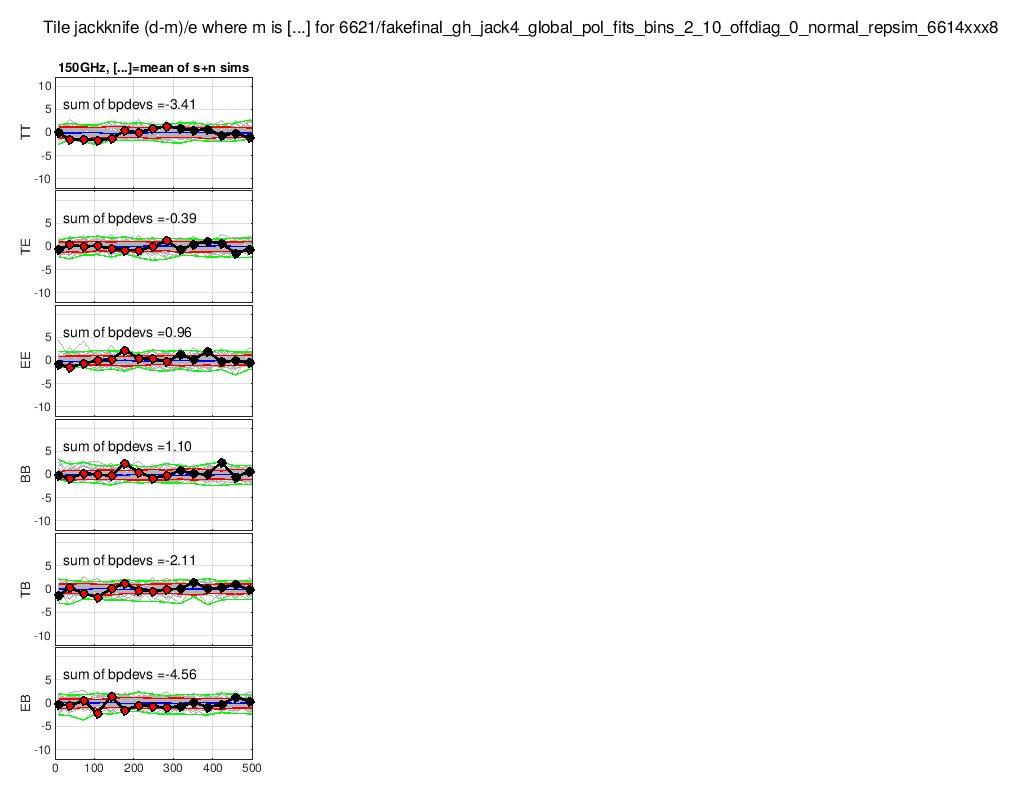 Tile jackknife (d-m)/e where m is [...] for 6621/fakefinal_gh_jack4_global_pol_fits_bins_2_10_offdiag_0_normal_repsim_6614xxx8
150GHz, [...]=mean of s+n sims
10
sum of bpdevs =-3.41
5
TT
0
-5
-10
sum of bpdevs =-0.39
5
TE
0
-5
-10
sum of bpdevs =0.96
5
EE
0
-5
-10
sum of bpdevs =1.10
5
BB
0
-5
-10
sum of bpdevs =-2.11
5
TB
0
-5
-10
sum of bpdevs =-4.56
5
EB
0
-5
-10
0 100 200 300 400 500